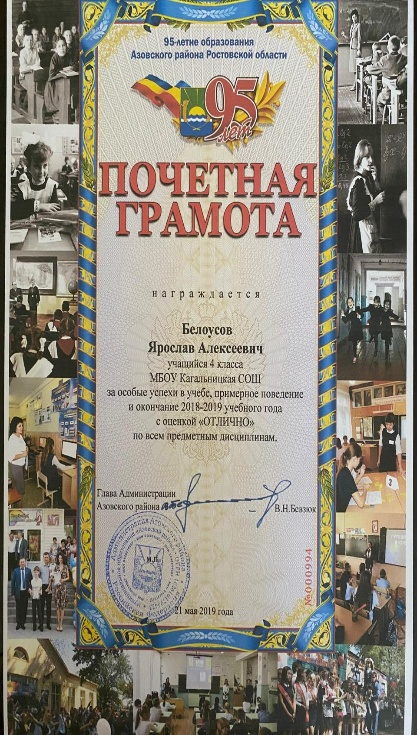 95-летие образования
Азовского района Ростовской области
95
лет
ПОЧЕТНАЯ
ГРАМОТА
награждается
Белоусов
Ярослав Алексеевич
учащийся 4 класса
МБОУ Кагальницкая СОШ
за особые успехи в учебе, примерное поведение
и окончание 2018-2019 учебного года
с оценкой «ОТЛИЧНО»
по всем предметным дисциплинам.
Глава Администрации
Азовского района
В.Н.Бевзюк
М.П.
21 мая 2019 года
№000994